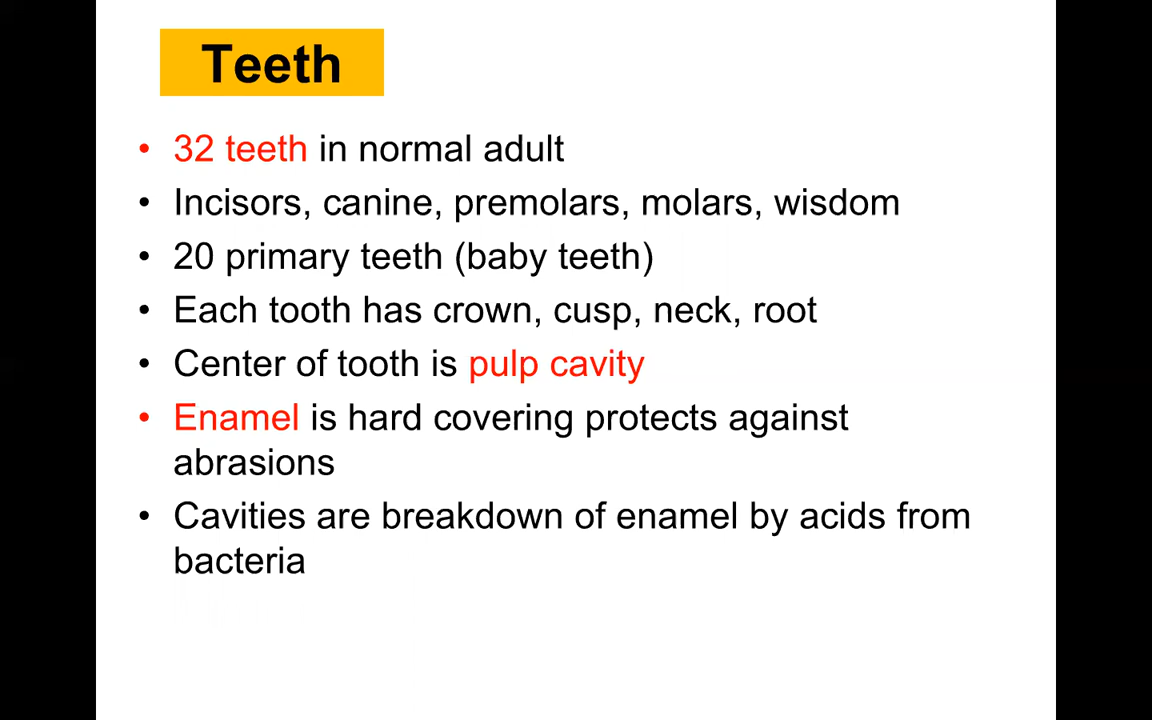 Teeth
• 32 teeth in normal adult
• Incisors, canine, premolars, molars, wisdom
• 20 primary teeth (baby teeth)
• Each tooth has crown, cusp, neck, root
• Center of tooth is pulp cavity
• Enamel is hard covering protects against
abrasions
• Cavities are breakdown of enamel by acids from
bacteria